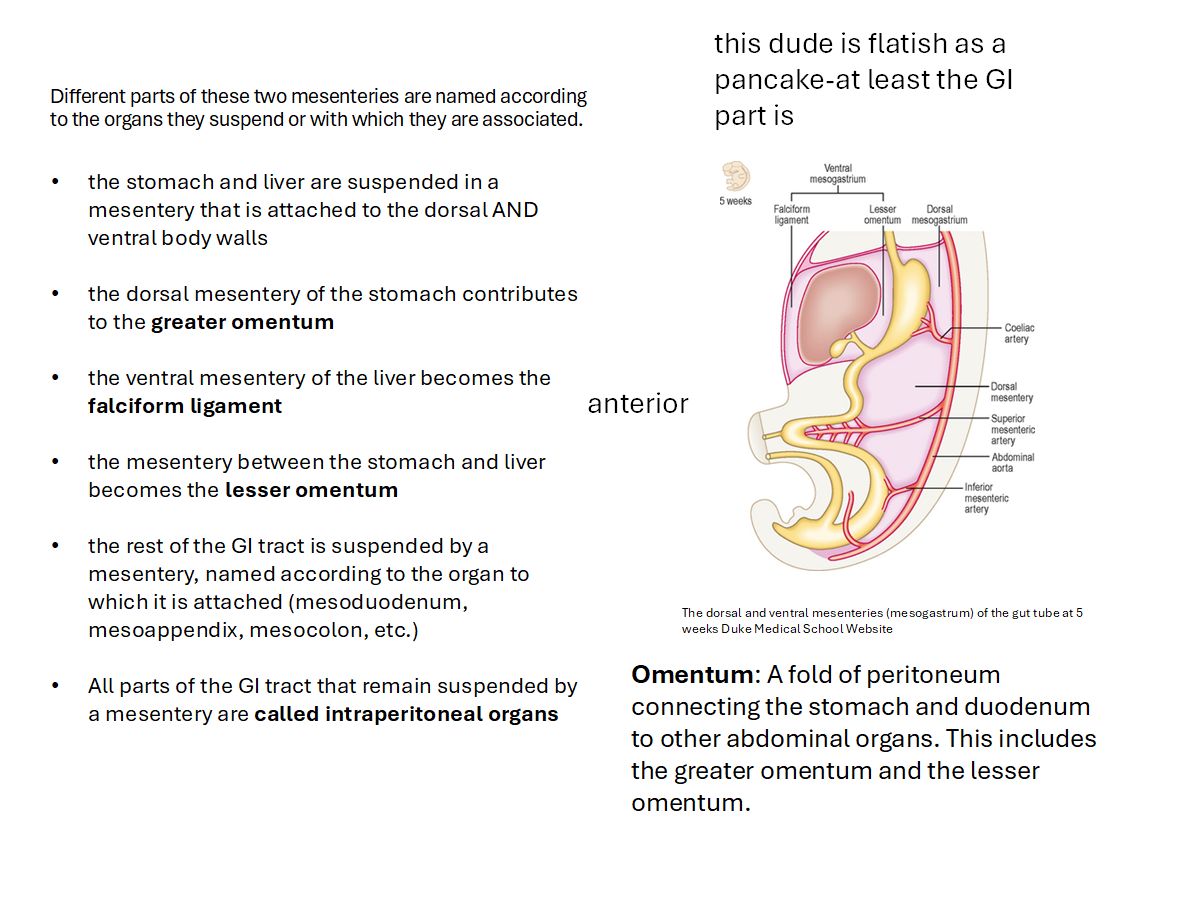 this dude is flatish as a
pancake-at least the GI
part is
Different parts of these two mesenteries are named according
to the organs they suspend or with which they are associated.
• the stomach and liver are suspended in a
mesentery that is attached to the dorsal AND
ventral body walls
• the dorsal mesentery of the stomach contributes
to the greater omentum
• the ventral mesentery of the liver becomes the
falciform ligament
• the mesentery between the stomach and liver
becomes the lesser omentum
• the rest of the GI tract is suspended by a
mesentery, named according to the organ to
which it is attached (mesoduodenum,
mesoappendix, mesocolon, etc.)
• All parts of the GI tract that remain suspended by
a mesentery are called intraperitoneal organs
anterior
5 weeks
Ventral
mesogastrium
Falciform
ligament
Lesser
omentum
Dorsal
mesogastrium
Coeliac
artery
Dorsal
mesentery
Superior
mesenteric
artery
Abdominal
aorta
Inferior
mesenteric
artery
The dorsal and ventral mesenteries (mesogastrum) of the gut tube at 5
weeks Duke Medical School Website
Omentum: A fold of peritoneum
connecting the stomach and duodenum
to other abdominal organs. This includes
the greater omentum and the lesser
omentum.